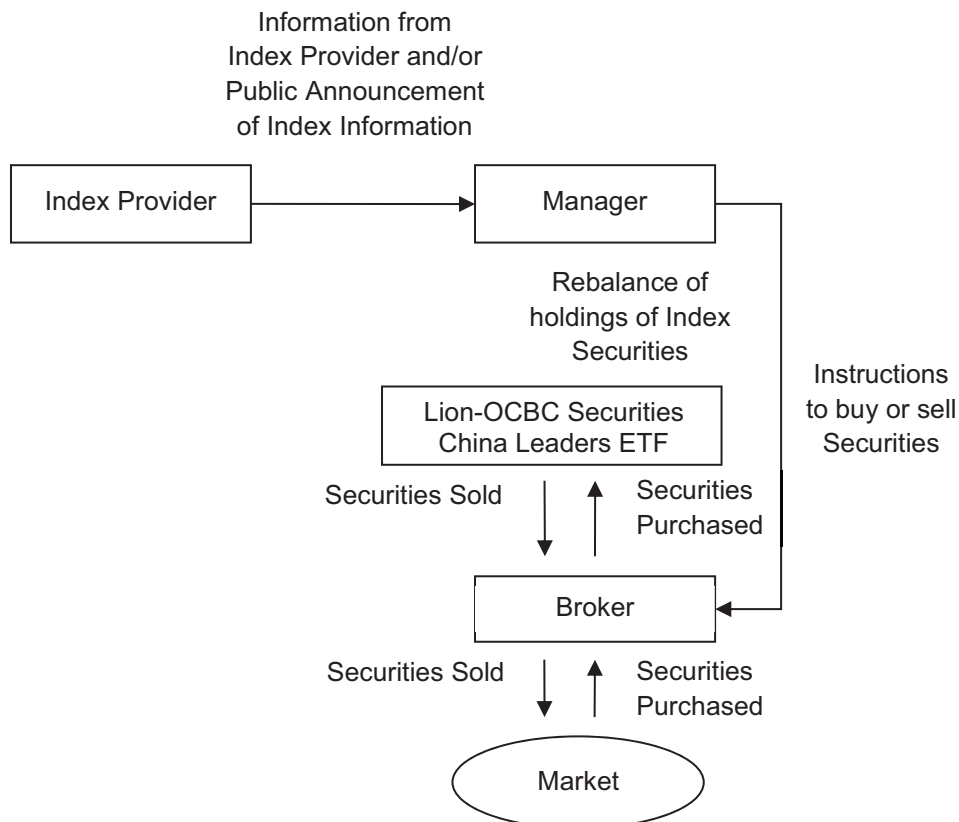 Information from
Index Provider and/or
Public Announcement
of Index Information
Index Provider
Manager
Rebalance of
holdings of Index
Securities
Instructions
to buy or sell
Securities
Lion-OCBC Securities
China Leaders ETF
Securities Sold
Securities
Purchased
Broker
Securities Sold
Securities
Purchased
Market